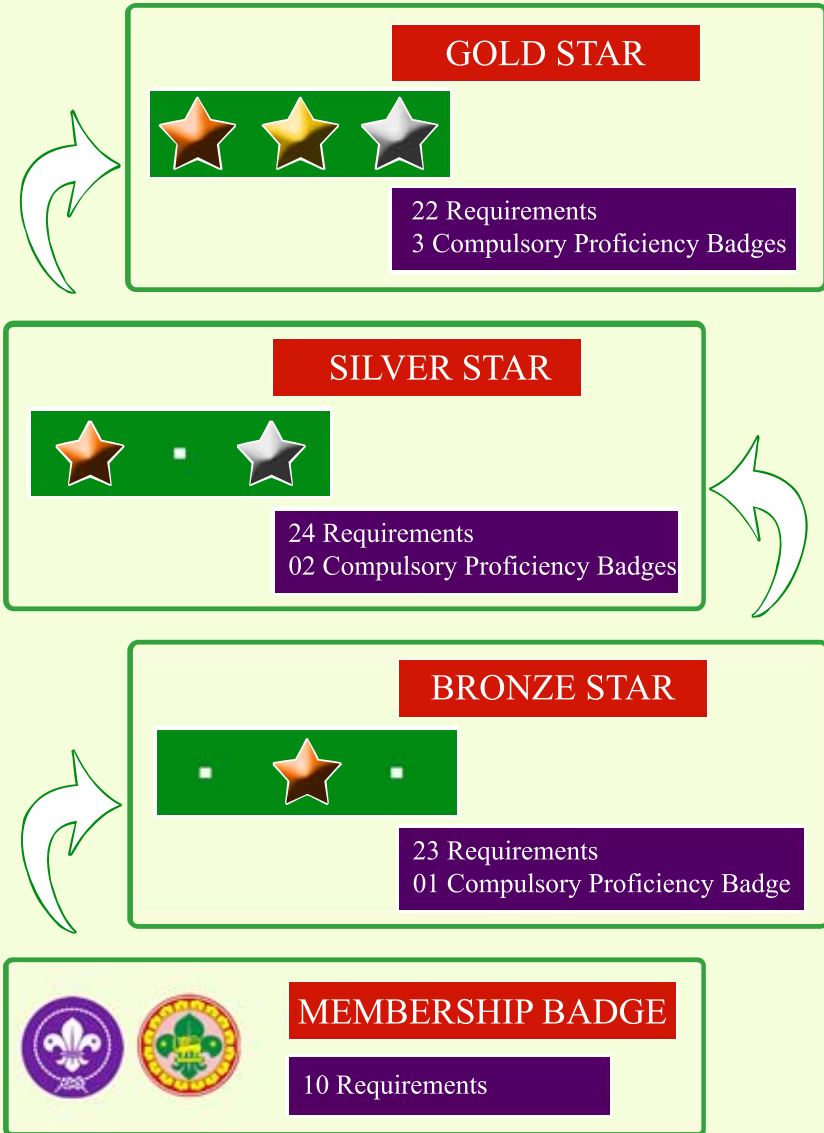 GOLD STAR
22 Requirements
3 Compulsory Proficiency Badges
SILVER STAR
24 Requirements
02 Compulsory Proficiency Badges
BRONZE STAR
23 Requirements
01 Compulsory Proficiency Badge
MEMBERSHIP BADGE
10 Requirements